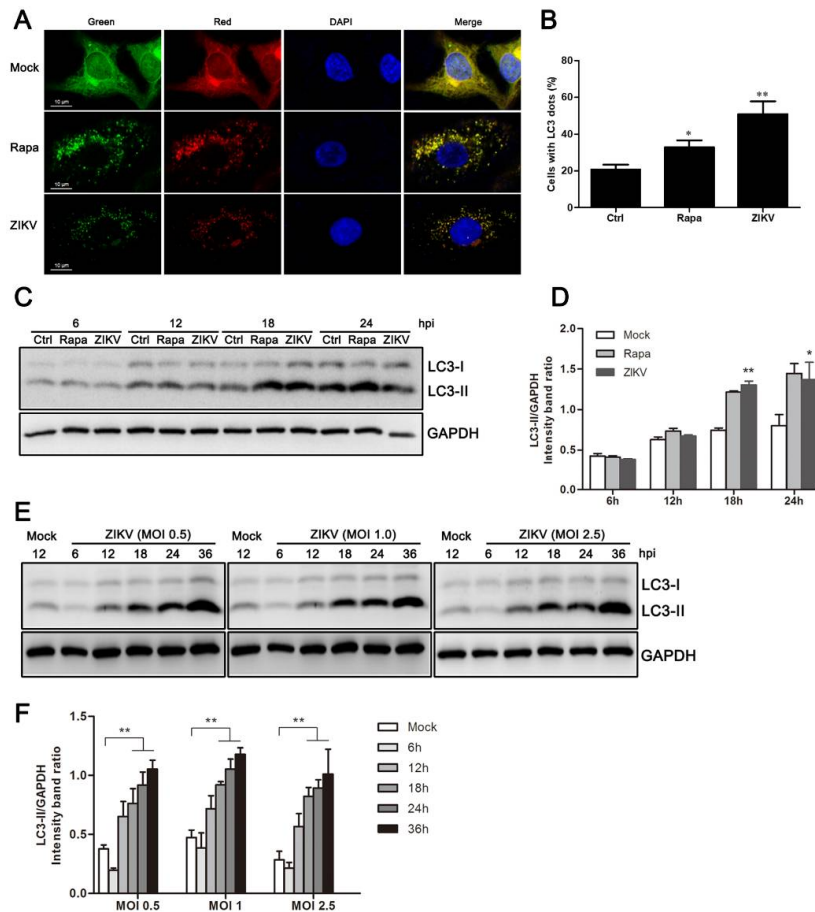 A
Green Red DAPI Merge
Mock
10 μm
Rapa
10 μm
ZIKV
10 μm
B
Cells with LC3 dots (%)
80
60
40
20
0
* **
Ctrl Rapa ZIKV
C
6 12 18 24 hpi
Ctrl Rapa ZIKV Ctrl Rapa ZIKV Ctrl Rapa ZIKV Ctrl Rapa ZIKV
LC3-I
LC3-II
GAPDH
D
LC3-II/GAPDH
Intensity band ratio
2.0
1.5
1.0
0.5
0.0
Mock
Rapa
ZIKV
** *
6h 12h 18h 24h
E
Mock ZIKV (MOI 0.5) Mock ZIKV (MOI 1.0) Mock ZIKV (MOI 2.5)
12 6 12 18 24 36 12 6 12 18 24 36 12 6 12 18 24 36 hpi
LC3-I
LC3-II
GAPDH
F
LC3-II/GAPDH
Intensity band ratio
1.5
1.0
0.5
0.0
** ** **
Mock
6h
12h
18h
24h
36h
MOI 0.5 MOI 1 MOI 2.5